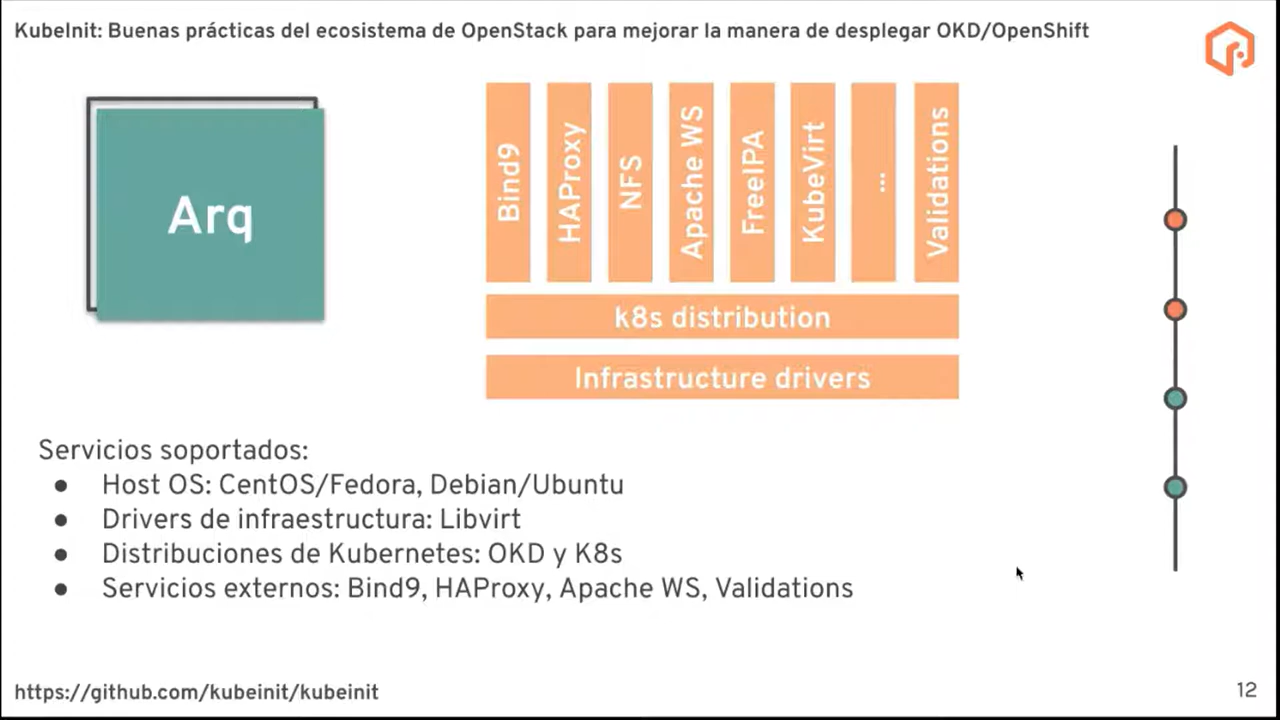 KubeInit: Buenas prácticas del ecosistema de OpenStack para mejorar la manera de desplegar OKD/OpenShift
Arq
Bind9
HAProxy
NFS
Apache WS
FreeIPA
KubeVirt
...
Validations
k8s distribution
Infrastructure drivers
Servicios soportados:
● Host OS: CentOS/Fedora, Debian/Ubuntu
● Drivers de infraestructura: Libvirt
● Distribuciones de Kubernetes: OKD y K8s
● Servicios externos: Bind9, HAProxy, Apache WS, Validations
https://github.com/kubeinit/kubeinit
12